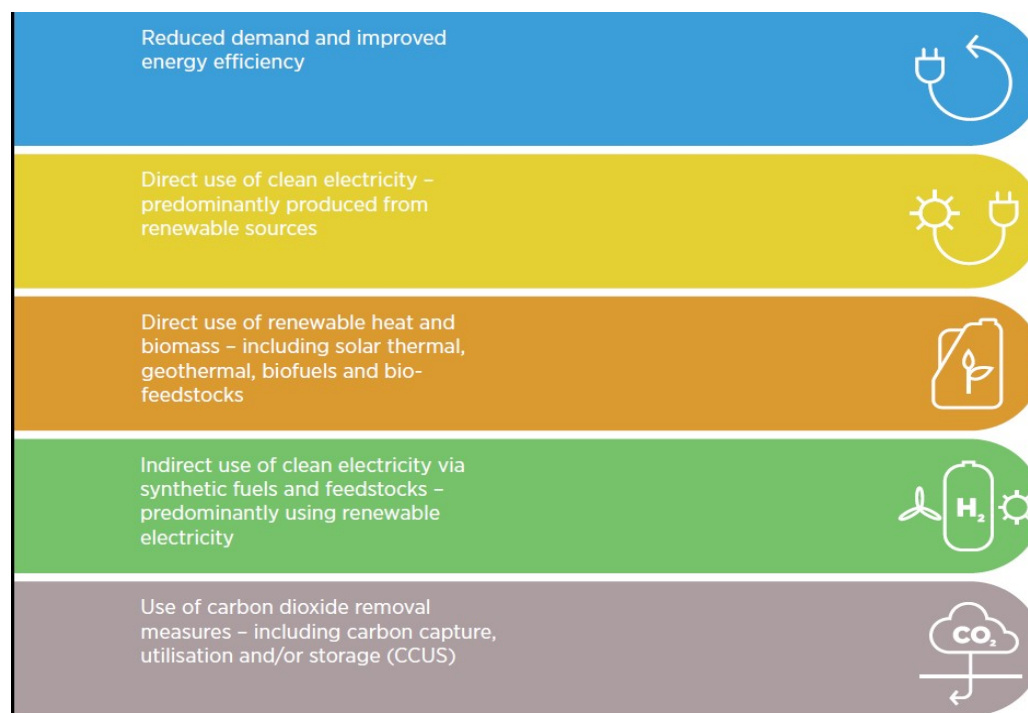 Reduced demand and improved
energy efficiency
Direct use of clean electricity –
predominantly produced from
renewable sources
Direct use of renewable heat and
biomass – including solar thermal,
geothermal, biofuels and bio-
feedstocks
Indirect use of clean electricity via
synthetic fuels and feedstocks –
predominantly using renewable
electricity
H₂
Use of carbon dioxide removal
measures – including carbon capture,
utilisation and/or storage (CCUS)
CO₂